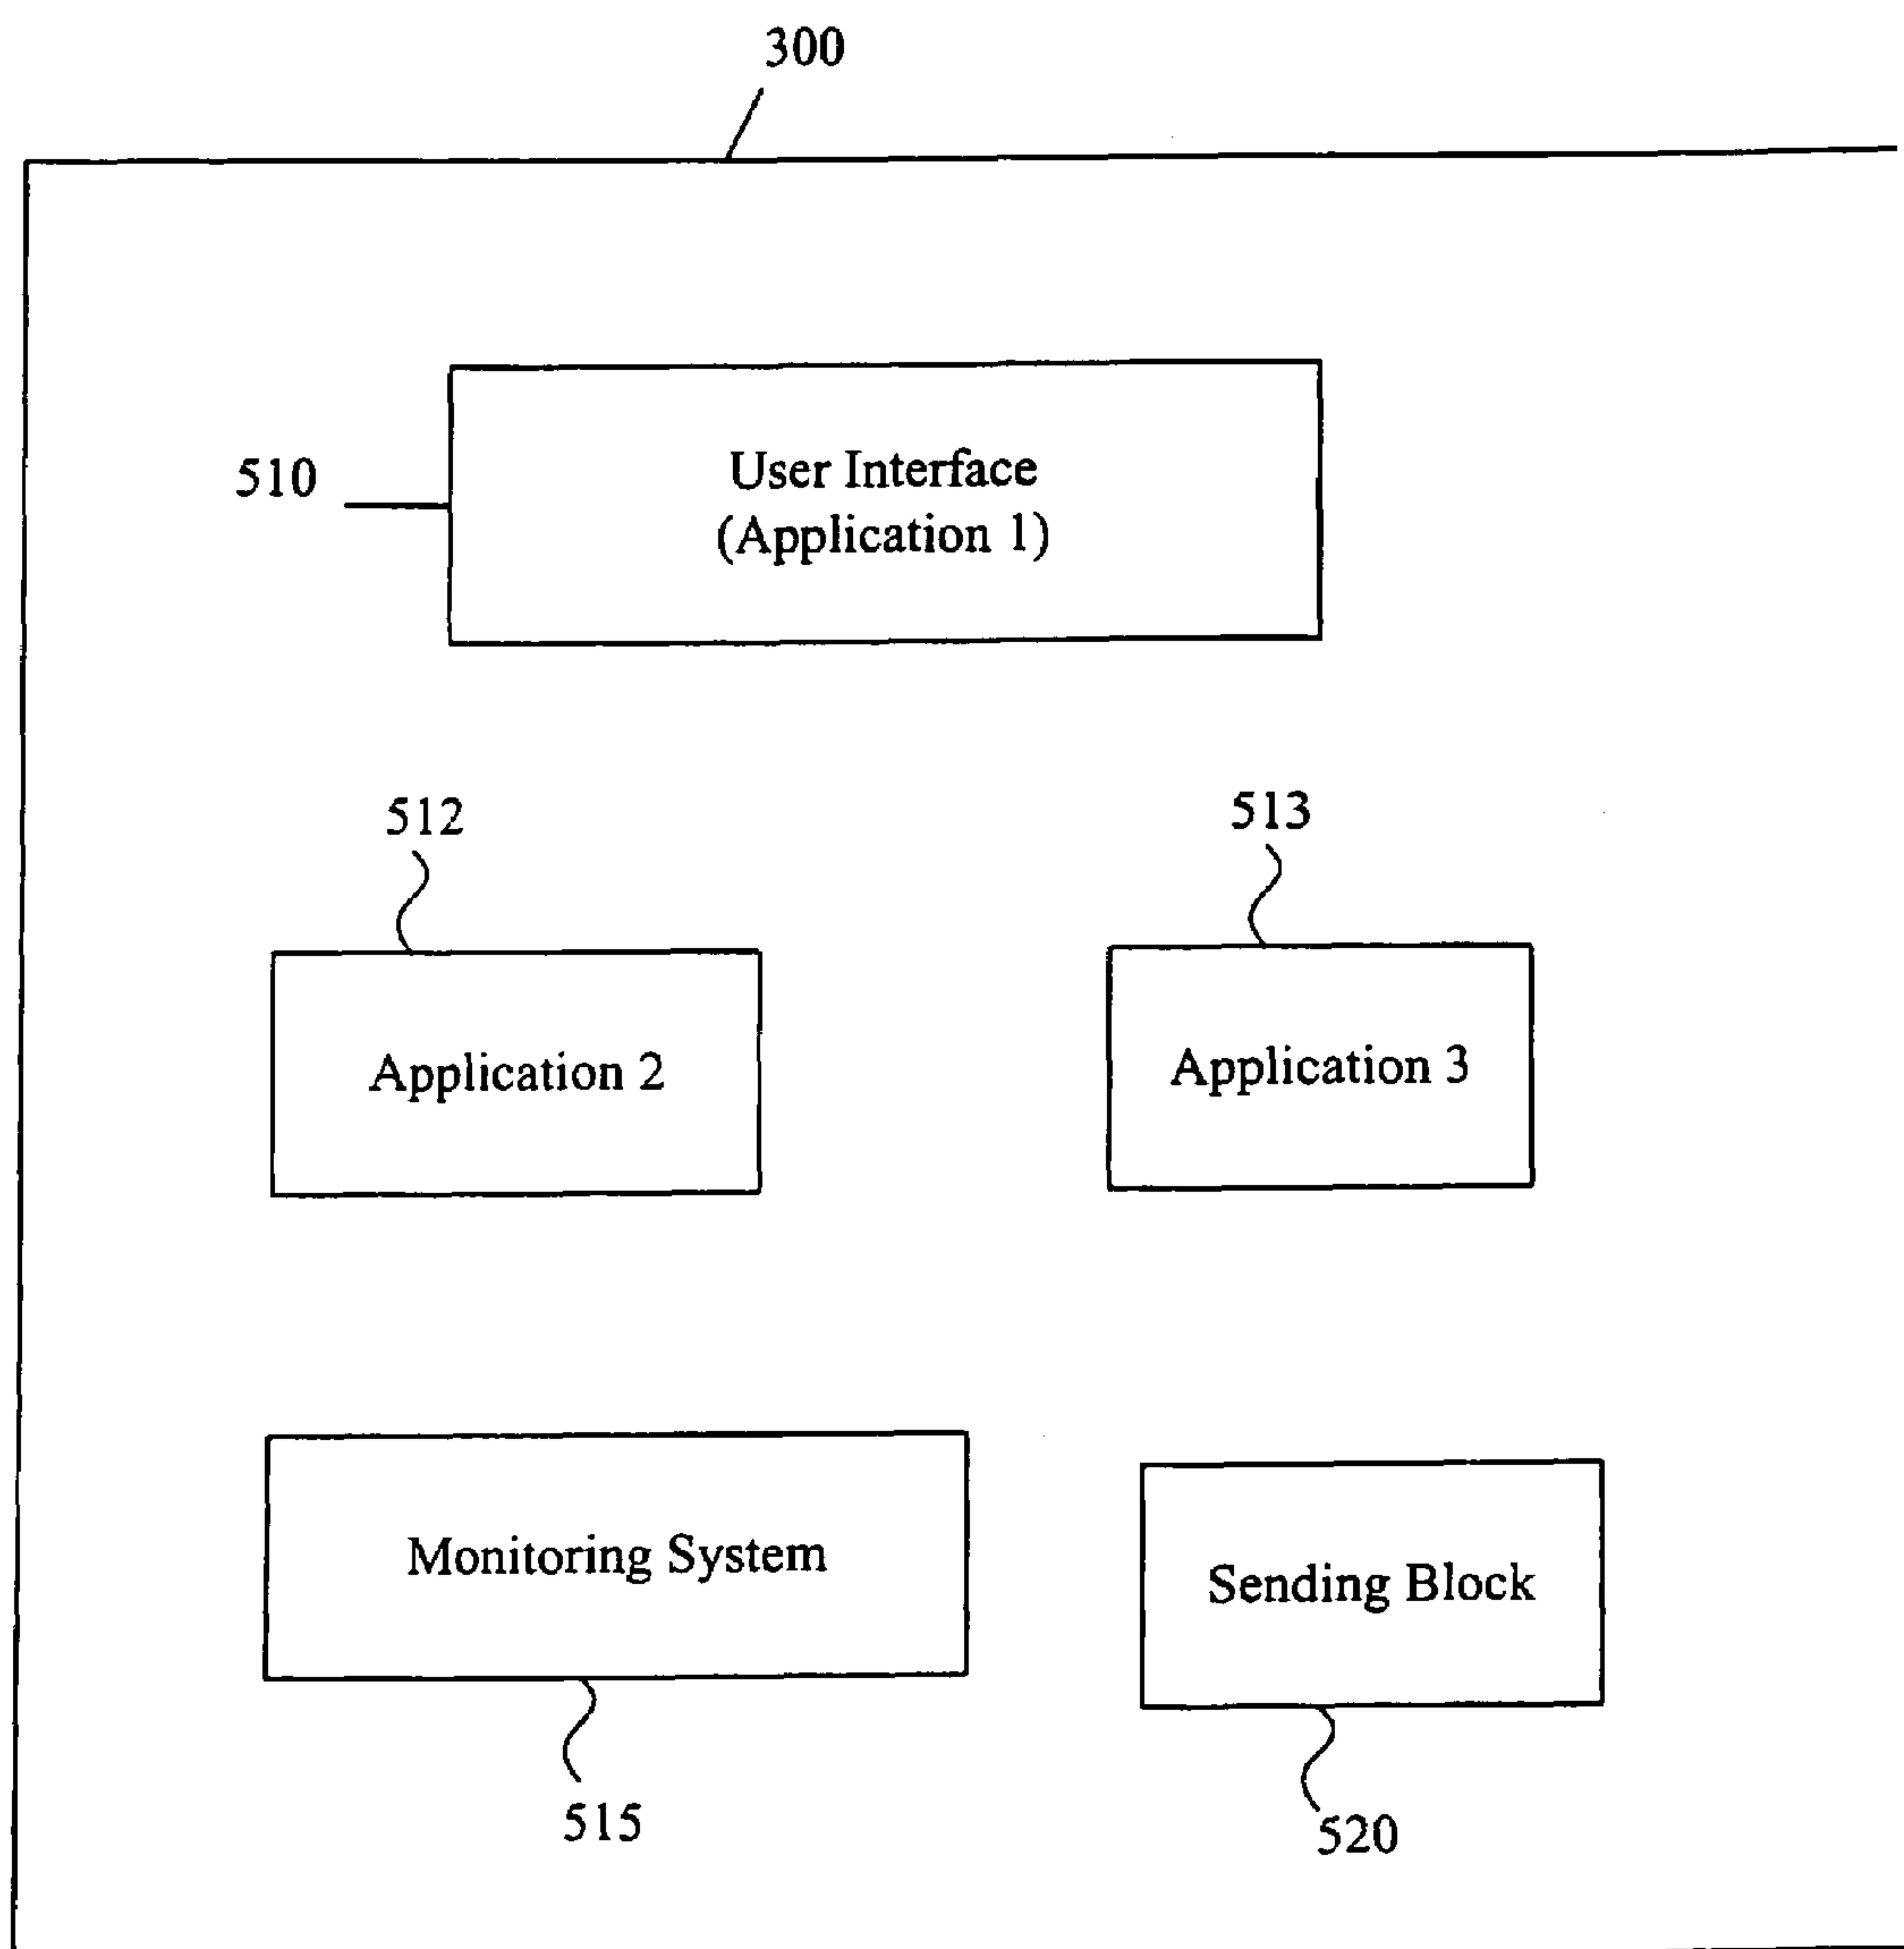 300
510
User Interface
(Application 1)
512
513
Application 2
Application 3
Monitoring System
Sending Block
515
520